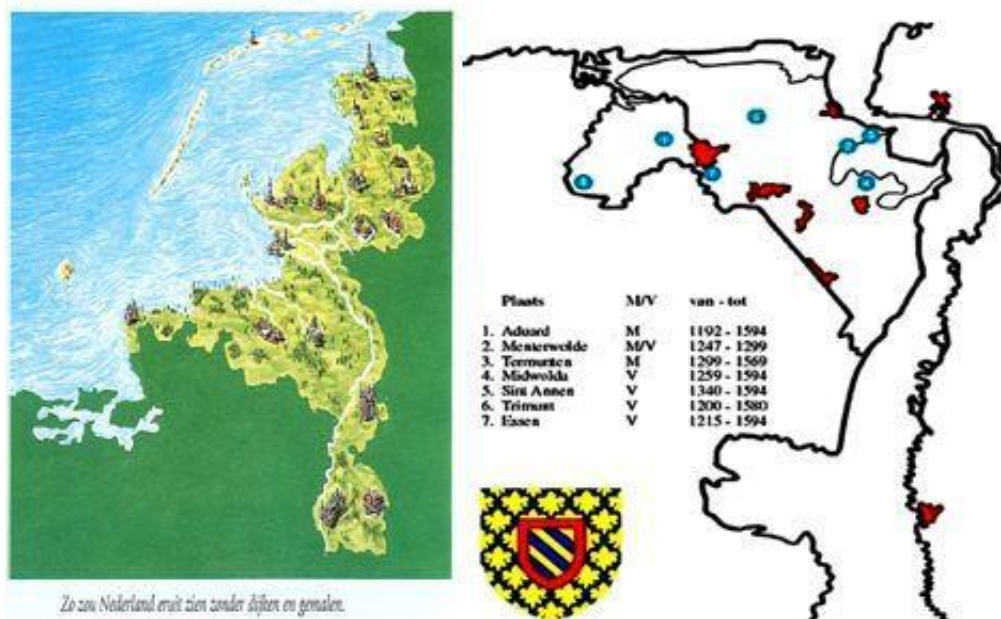 Zo zou Nederland eruit zien zonder dijken en gemalen.
Plaats M/V van - tot
1. Aduard M 1192 - 1594
2. Menterwolde M/V 1247 - 1299
3. Termunten M 1299 - 1569
4. Midwolda V 1259 - 1594
5. Sint Annen V 1340 - 1594
6. Trimunt V 1200 - 1580
7. Essen V 1215 - 1594